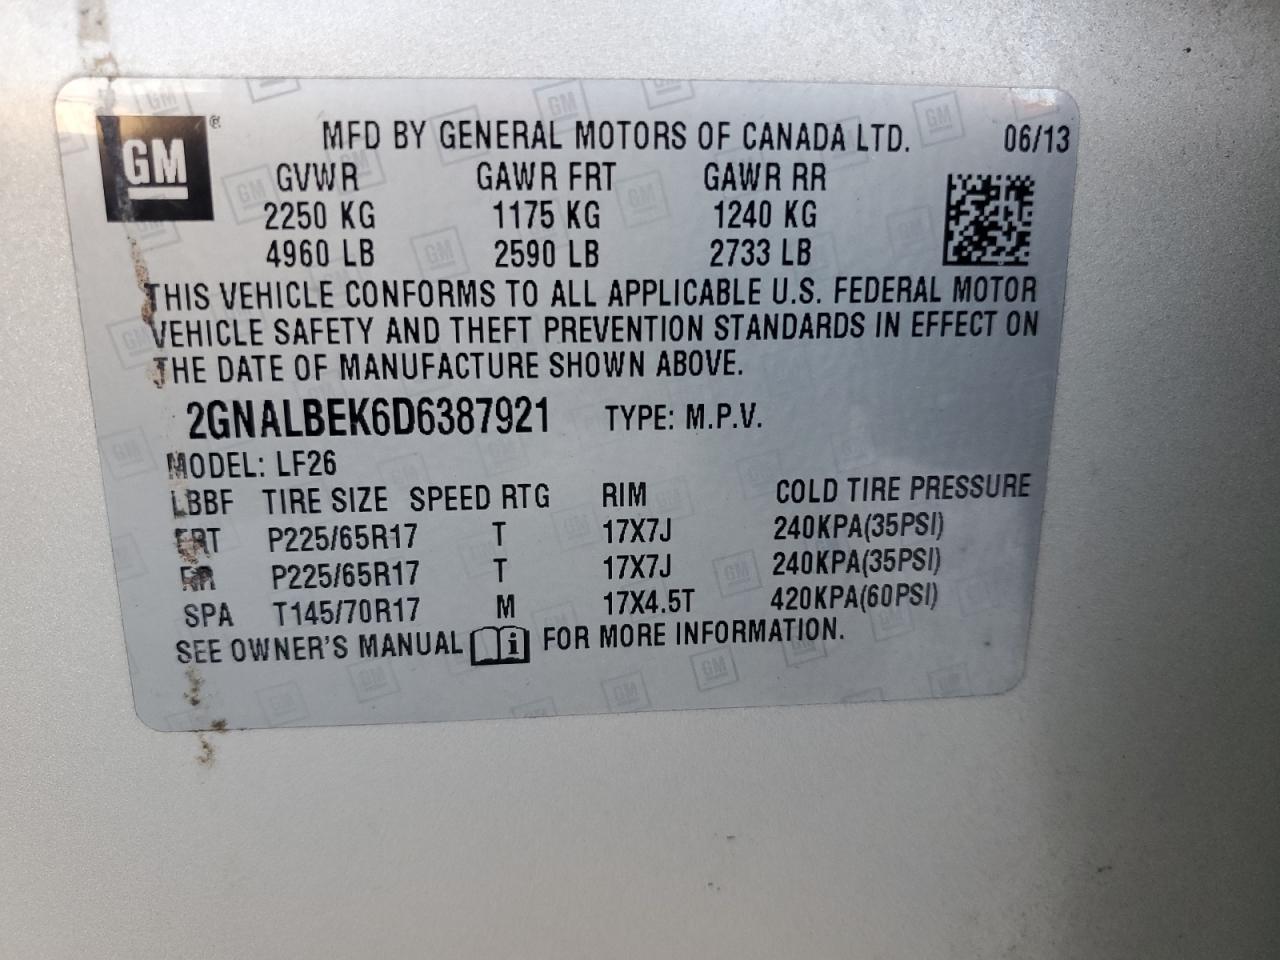 GM ®
MFD BY GENERAL MOTORS OF CANADA LTD. 06/13
GVWR GAWR FRT GAWR RR
2250 KG 1175 KG 1240 KG
4960 LB 2590 LB 2733 LB
THIS VEHICLE CONFORMS TO ALL APPLICABLE U.S. FEDERAL MOTOR
VEHICLE SAFETY AND THEFT PREVENTION STANDARDS IN EFFECT ON
THE DATE OF MANUFACTURE SHOWN ABOVE.
2GNALBEK6D6387921 TYPE: M.P.V.
MODEL: LF26
LBBF TIRE SIZE SPEED RTG RIM COLD TIRE PRESSURE
FRT P225/65R17 T 17X7J 240KPA(35PSI)
RR P225/65R17 T 17X7J 240KPA(35PSI)
SPA T145/70R17 M 17X4.5T 420KPA(60PSI)
SEE OWNER'S MANUAL i FOR MORE INFORMATION.